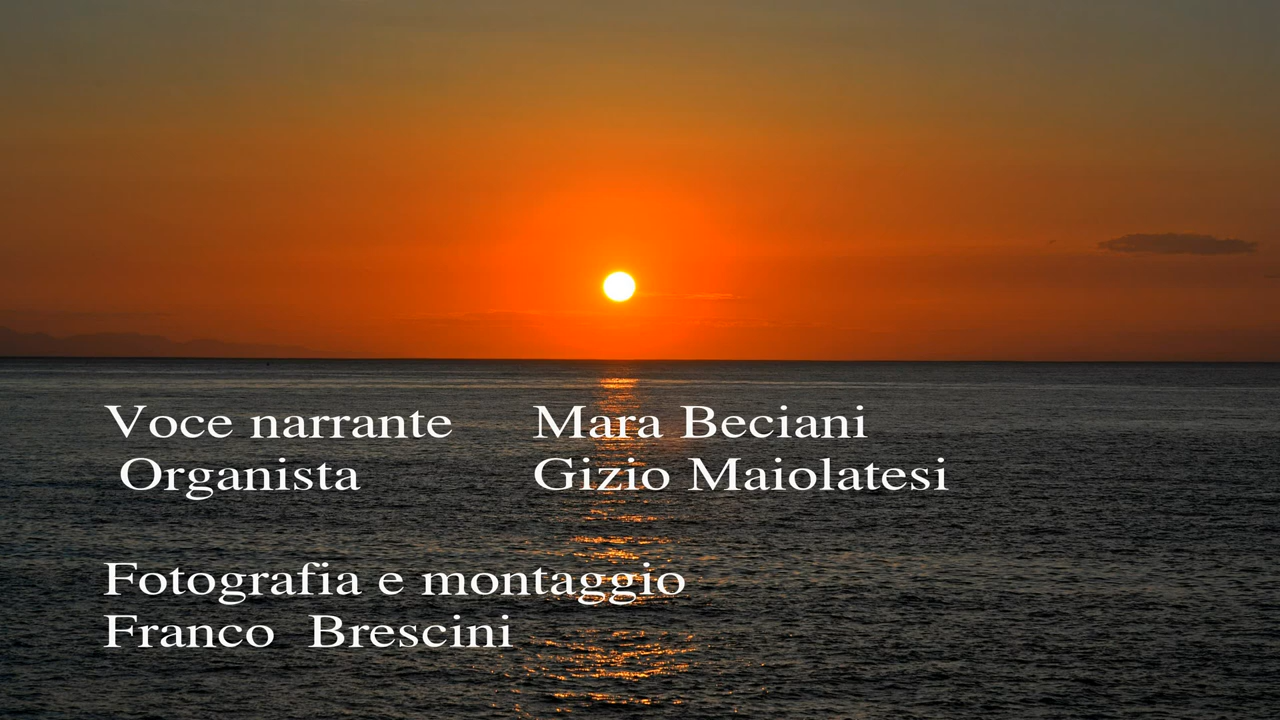 Voce narrante Mara Beciani
Organista Gizio Maiolatesi
Fotografia e montaggio
Franco Brescini